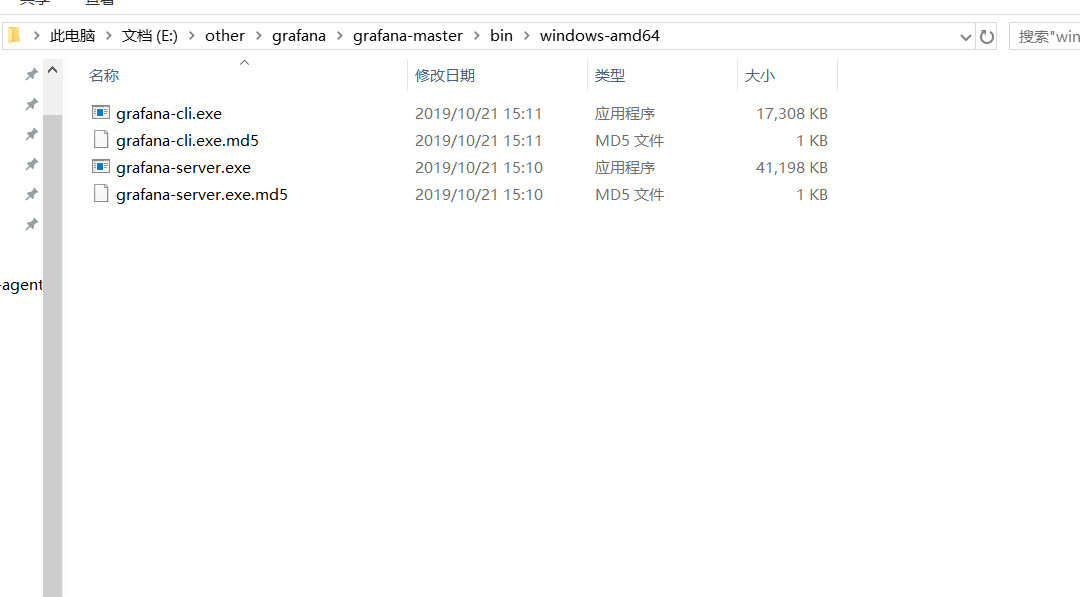 共享 查看
此电脑 文档 (E:) other grafana grafana-master bin windows-amd64 搜索"win
名称 修改日期 类型 大小
grafana-cli.exe 2019/10/21 15:11 应用程序 17,308 KB
grafana-cli.exe.md5 2019/10/21 15:11 MD5 文件 1 KB
grafana-server.exe 2019/10/21 15:10 应用程序 41,198 KB
grafana-server.exe.md5 2019/10/21 15:10 MD5 文件 1 KB
-agent